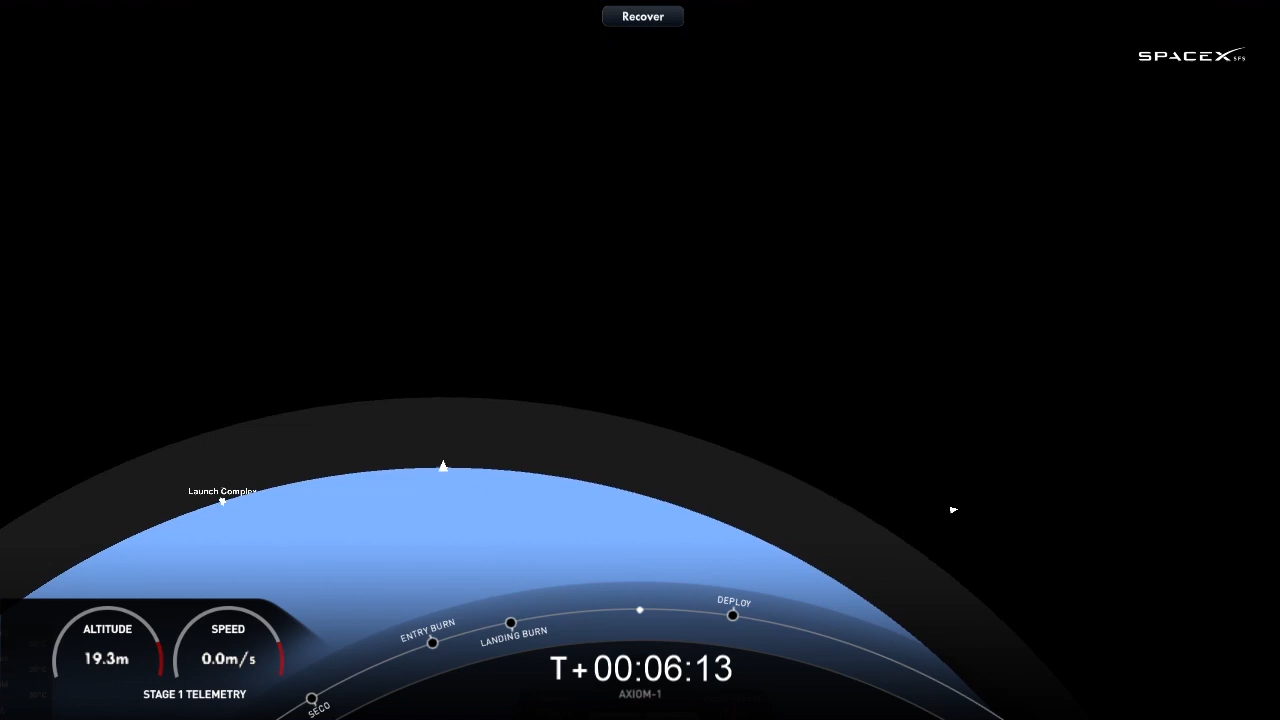 Recover
SPACEX SFS
Launch Complex
ALTITUDE
19.3m
SPEED
0.0m/s
STAGE 1 TELEMETRY
SECO
ENTRY BURN
LANDING BURN
DEPLOY
T+00:06:13
AXIOM-1